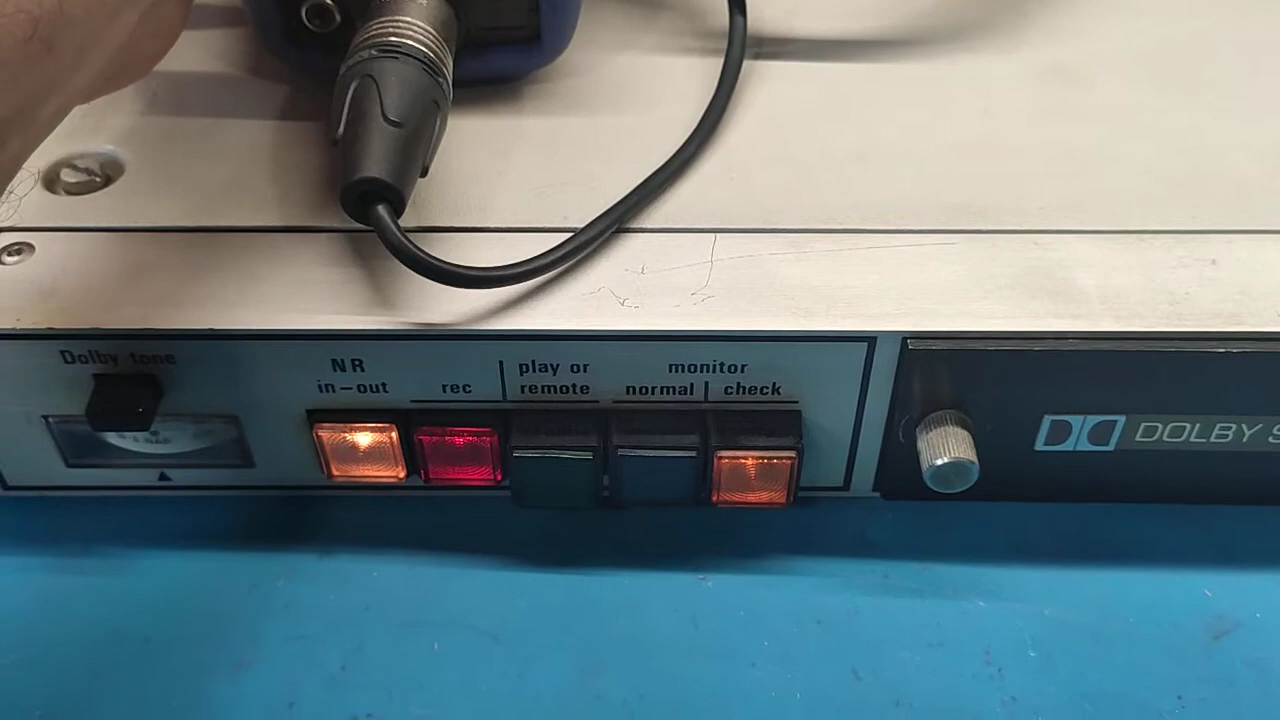 Dolby tone
NR
in-out
rec
play or
remote
monitor
normal
check
DOLBY S